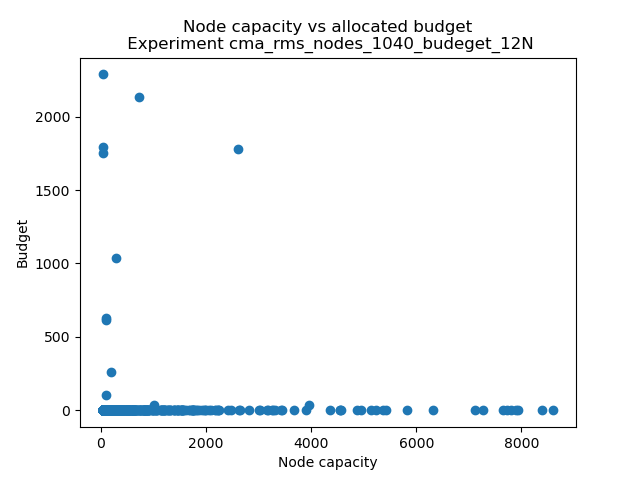 Node capacity vs allocated budget
Experiment cma_rms_nodes_1040_budeget_12N
2000
1500
1000
500
0
Budget
0 2000 4000 6000 8000
Node capacity